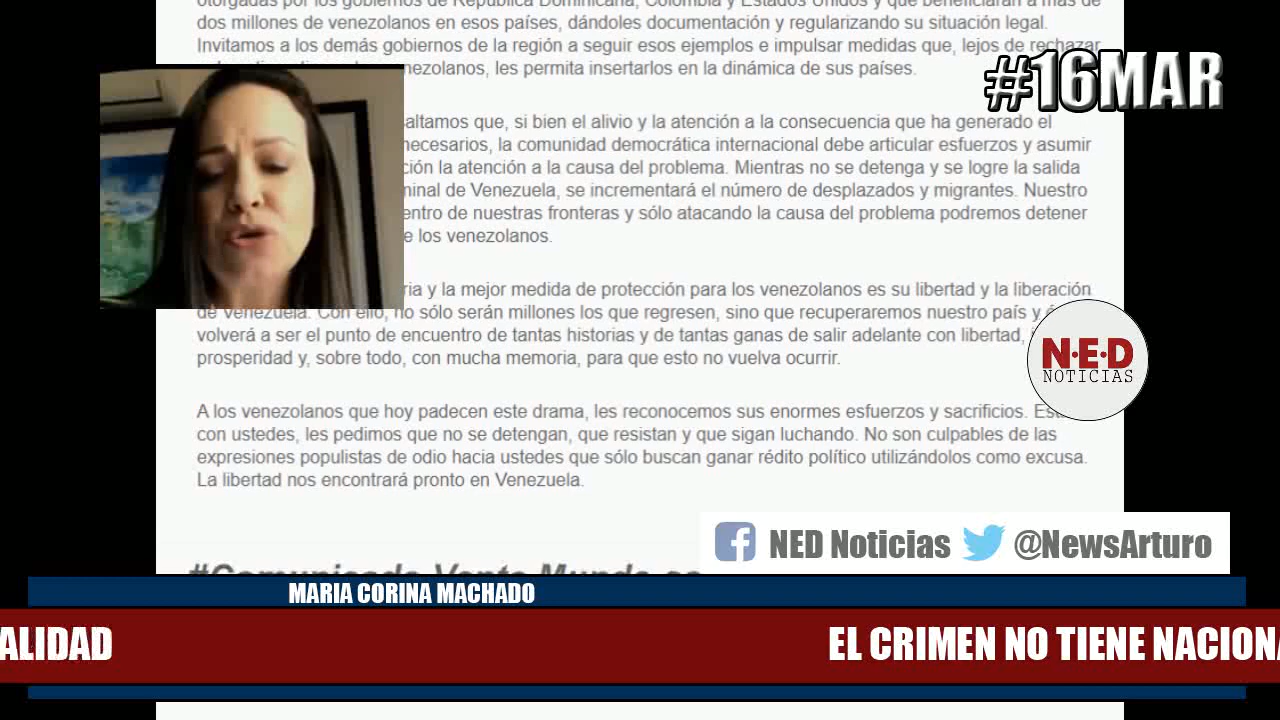 otorgadas por los gobiernos de República Dominicana, Colombia y Estados Unidos y que beneficiarán a más de
dos millones de venezolanos en esos países, dándoles documentación y regularizando su situación legal.
Invitamos a los demás gobiernos de la región a seguir esos ejemplos e impulsar medidas que, lejos de rechazar
nezolanos, les permita insertarlos en la dinámica de sus países.
#16MAR
altamos que, si bien el alivio y la atención a la consecuencia que ha generado el
necesarios, la comunidad democrática internacional debe articular esfuerzos y asumir
ción la atención a la causa del problema. Mientras no se detenga y se logre la salida
minal de Venezuela, se incrementará el número de desplazados y migrantes. Nuestro
entro de nuestras fronteras y sólo atacando la causa del problema podremos detener
e los venezolanos.
ria y la mejor medida de protección para los venezolanos es su libertad y la liberación
de Venezuela. Con ello, no sólo serán millones los que regresen, sino que recuperaremos nuestro país y
volverá a ser el punto de encuentro de tantas historias y de tantas ganas de salir adelante con libertad,
prosperidad y, sobre todo, con mucha memoria, para que esto no vuelva ocurrir.
N·E·D
NOTICIAS
A los venezolanos que hoy padecen este drama, les reconocemos sus enormes esfuerzos y sacrificios.
con ustedes, les pedimos que no se detengan, que resistan y que sigan luchando. No son culpables de las
expresiones populistas de odio hacia ustedes que sólo buscan ganar rédito político utilizándolos como excusa.
La libertad nos encontrará pronto en Venezuela.
NED Noticias @NewsArturo
#Comunicado Vente Mundo
MARIA CORINA MACHADO
ALIDAD EL CRIMEN NO TIENE NACIONA